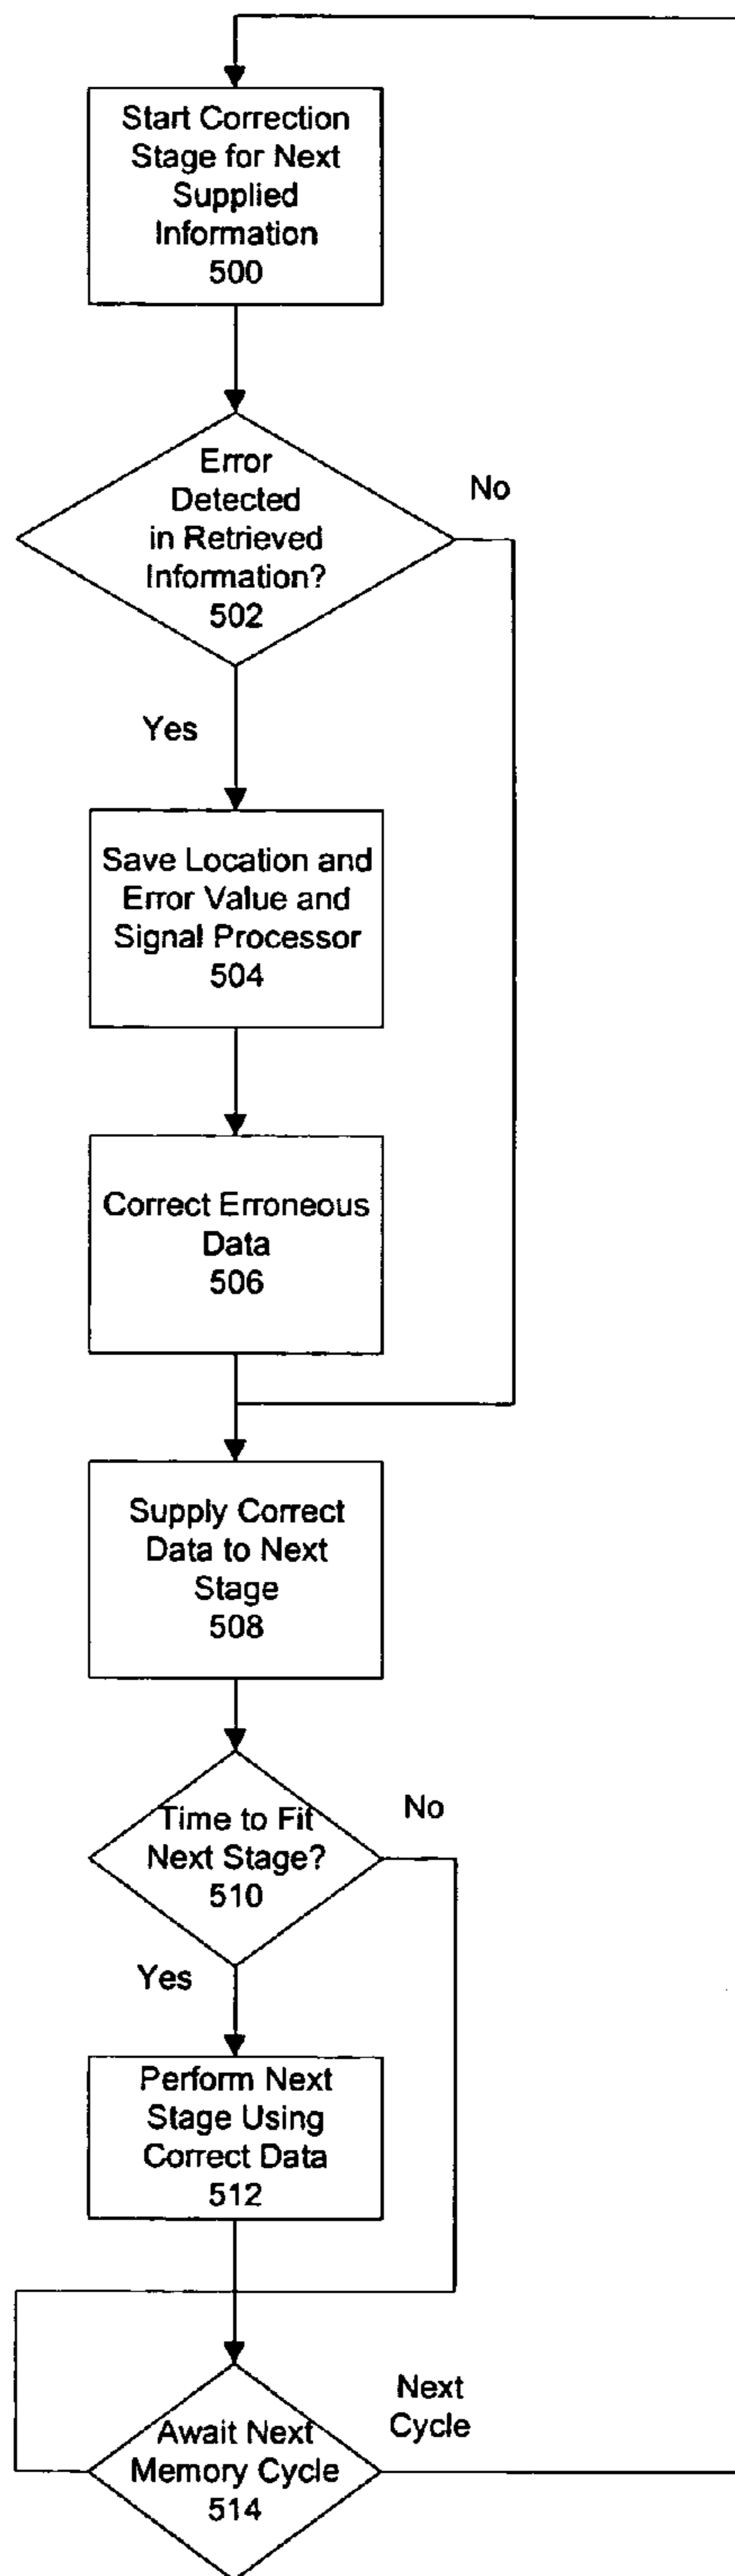 Start Correction
Stage for Next
Supplied
Information
500
Error
Detected
in Retrieved
Information?
502
No
Yes
Save Location and
Error Value and
Signal Processor
504
Correct Erroneous
Data
506
Supply Correct
Data to Next
Stage
508
Time to Fit
Next Stage?
510
No
Yes
Perform Next
Stage Using
Correct Data
512
Await Next
Memory Cycle
514
Next
Cycle